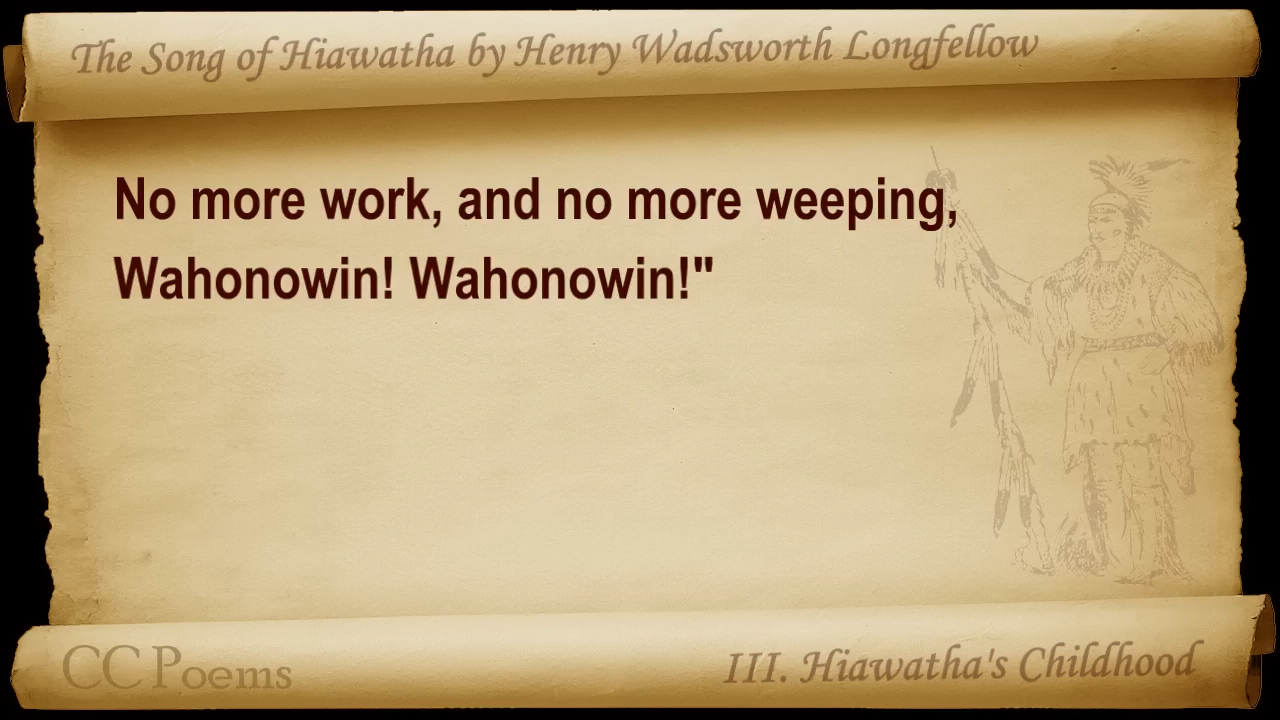 The Song of Hiawatha by Henry Wadsworth Longfellow
No more work, and no more weeping,
Wahonowin! Wahonowin!"
CC Poems
III. Hiawatha's Childhood